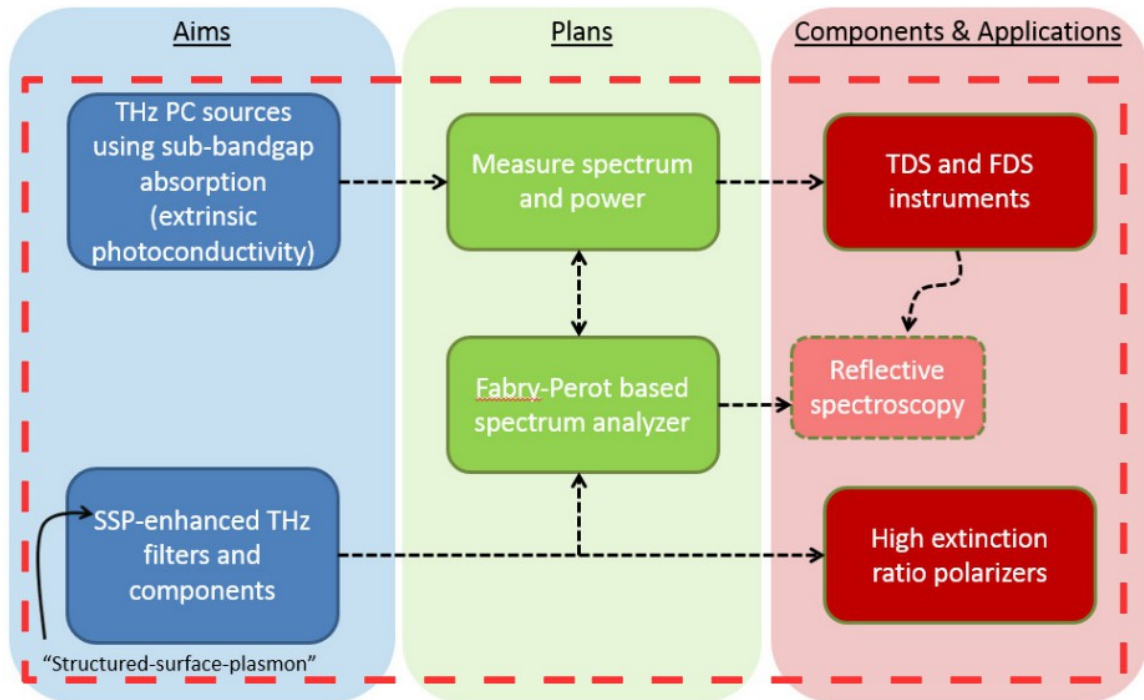 Aims
Plans
Components & Applications
THz PC sources
using sub-bandgap
absorption
(extrinsic
photoconductivity)
Measure spectrum
and power
TDS and FDS
instruments
Fabry-Perot based
spectrum analyzer
Reflective
spectroscopy
SSP-enhanced THz
filters and
components
High extinction
ratio polarizers
“Structured-surface-plasmon”